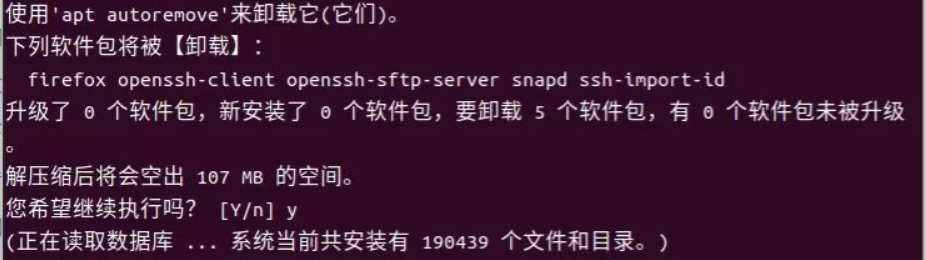 使用'apt autoremove'来卸载它(它们)。
下列软件包将被【卸载】：
firefox openssh-client openssh-sftp-server snapd ssh-import-id
升级了 0 个软件包，新安装了 0 个软件包，要卸载 5 个软件包，有 0 个软件包未被升级
。
解压缩后将会空出 107 MB 的空间。
您希望继续执行吗？ [Y/n] y
(正在读取数据库 ... 系统当前共安装有 190439 个文件和目录。)